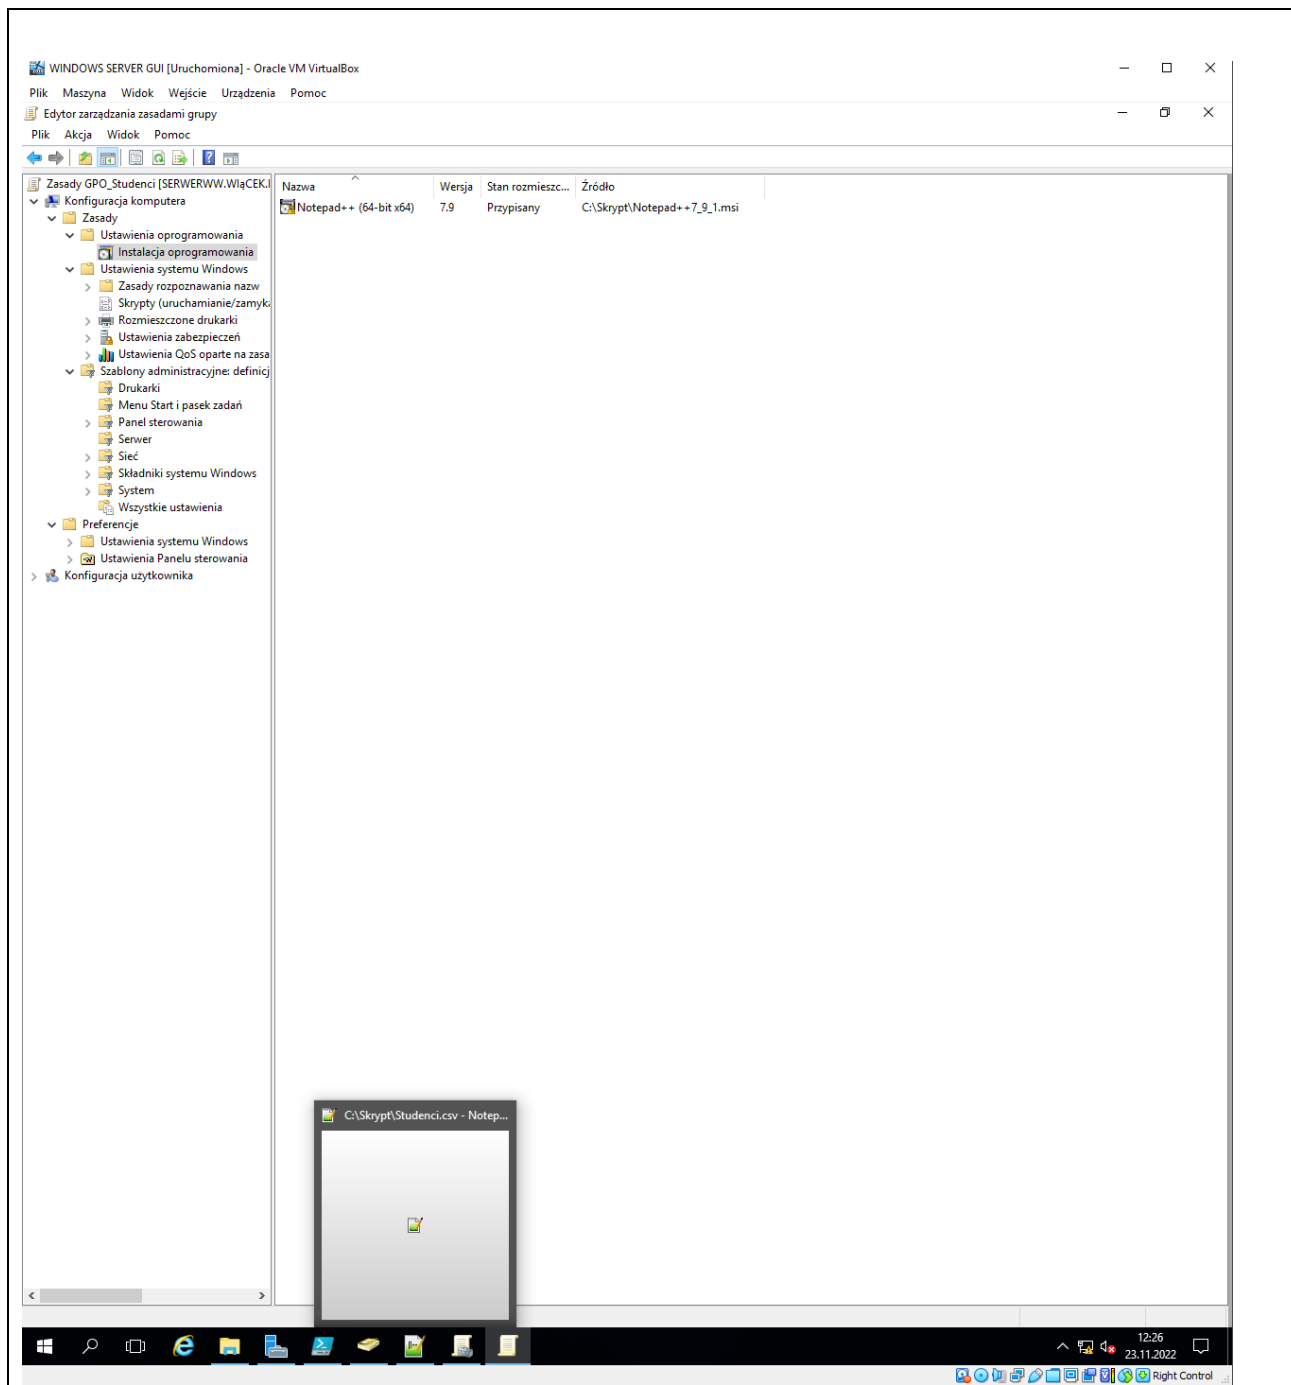 WINDOWS SERVER GUI [Uruchomiona] - Oracle VM VirtualBox
Plik Maszyna Widok Wejście Urządzenia Pomoc
Edytor zarządzania zasadami grupy
Plik Akcja Widok Pomoc
Zasady GPO_Studenci [SERWERWW.WląCEK.l
Konfiguracja komputera
Zasady
Ustawienia oprogramowania
Instalacja oprogramowania
Ustawienia systemu Windows
Zasady rozpoznawania nazw
Skrypty (uruchamianie/zamyka
Rozmieszczone drukarki
Ustawienia zabezpieczeń
Ustawienia QoS oparte na zasa
Szablony administracyjne: definicj
Drukarki
Menu Start i pasek zadań
Panel sterowania
Serwer
Sieć
Składniki systemu Windows
System
Wszystkie ustawienia
Preferencje
Ustawienia systemu Windows
Ustawienia Panelu sterowania
Konfiguracja użytkownika
Nazwa Wersja Stan rozmieszc... Źródło
Notepad++ (64-bit x64) 7.9 Przypisany C:\Skrypt\Notepad++7_9_1.msi
C:\Skrypt\Studenci.csv - Notep...
12:26
23.11.2022
Right Control